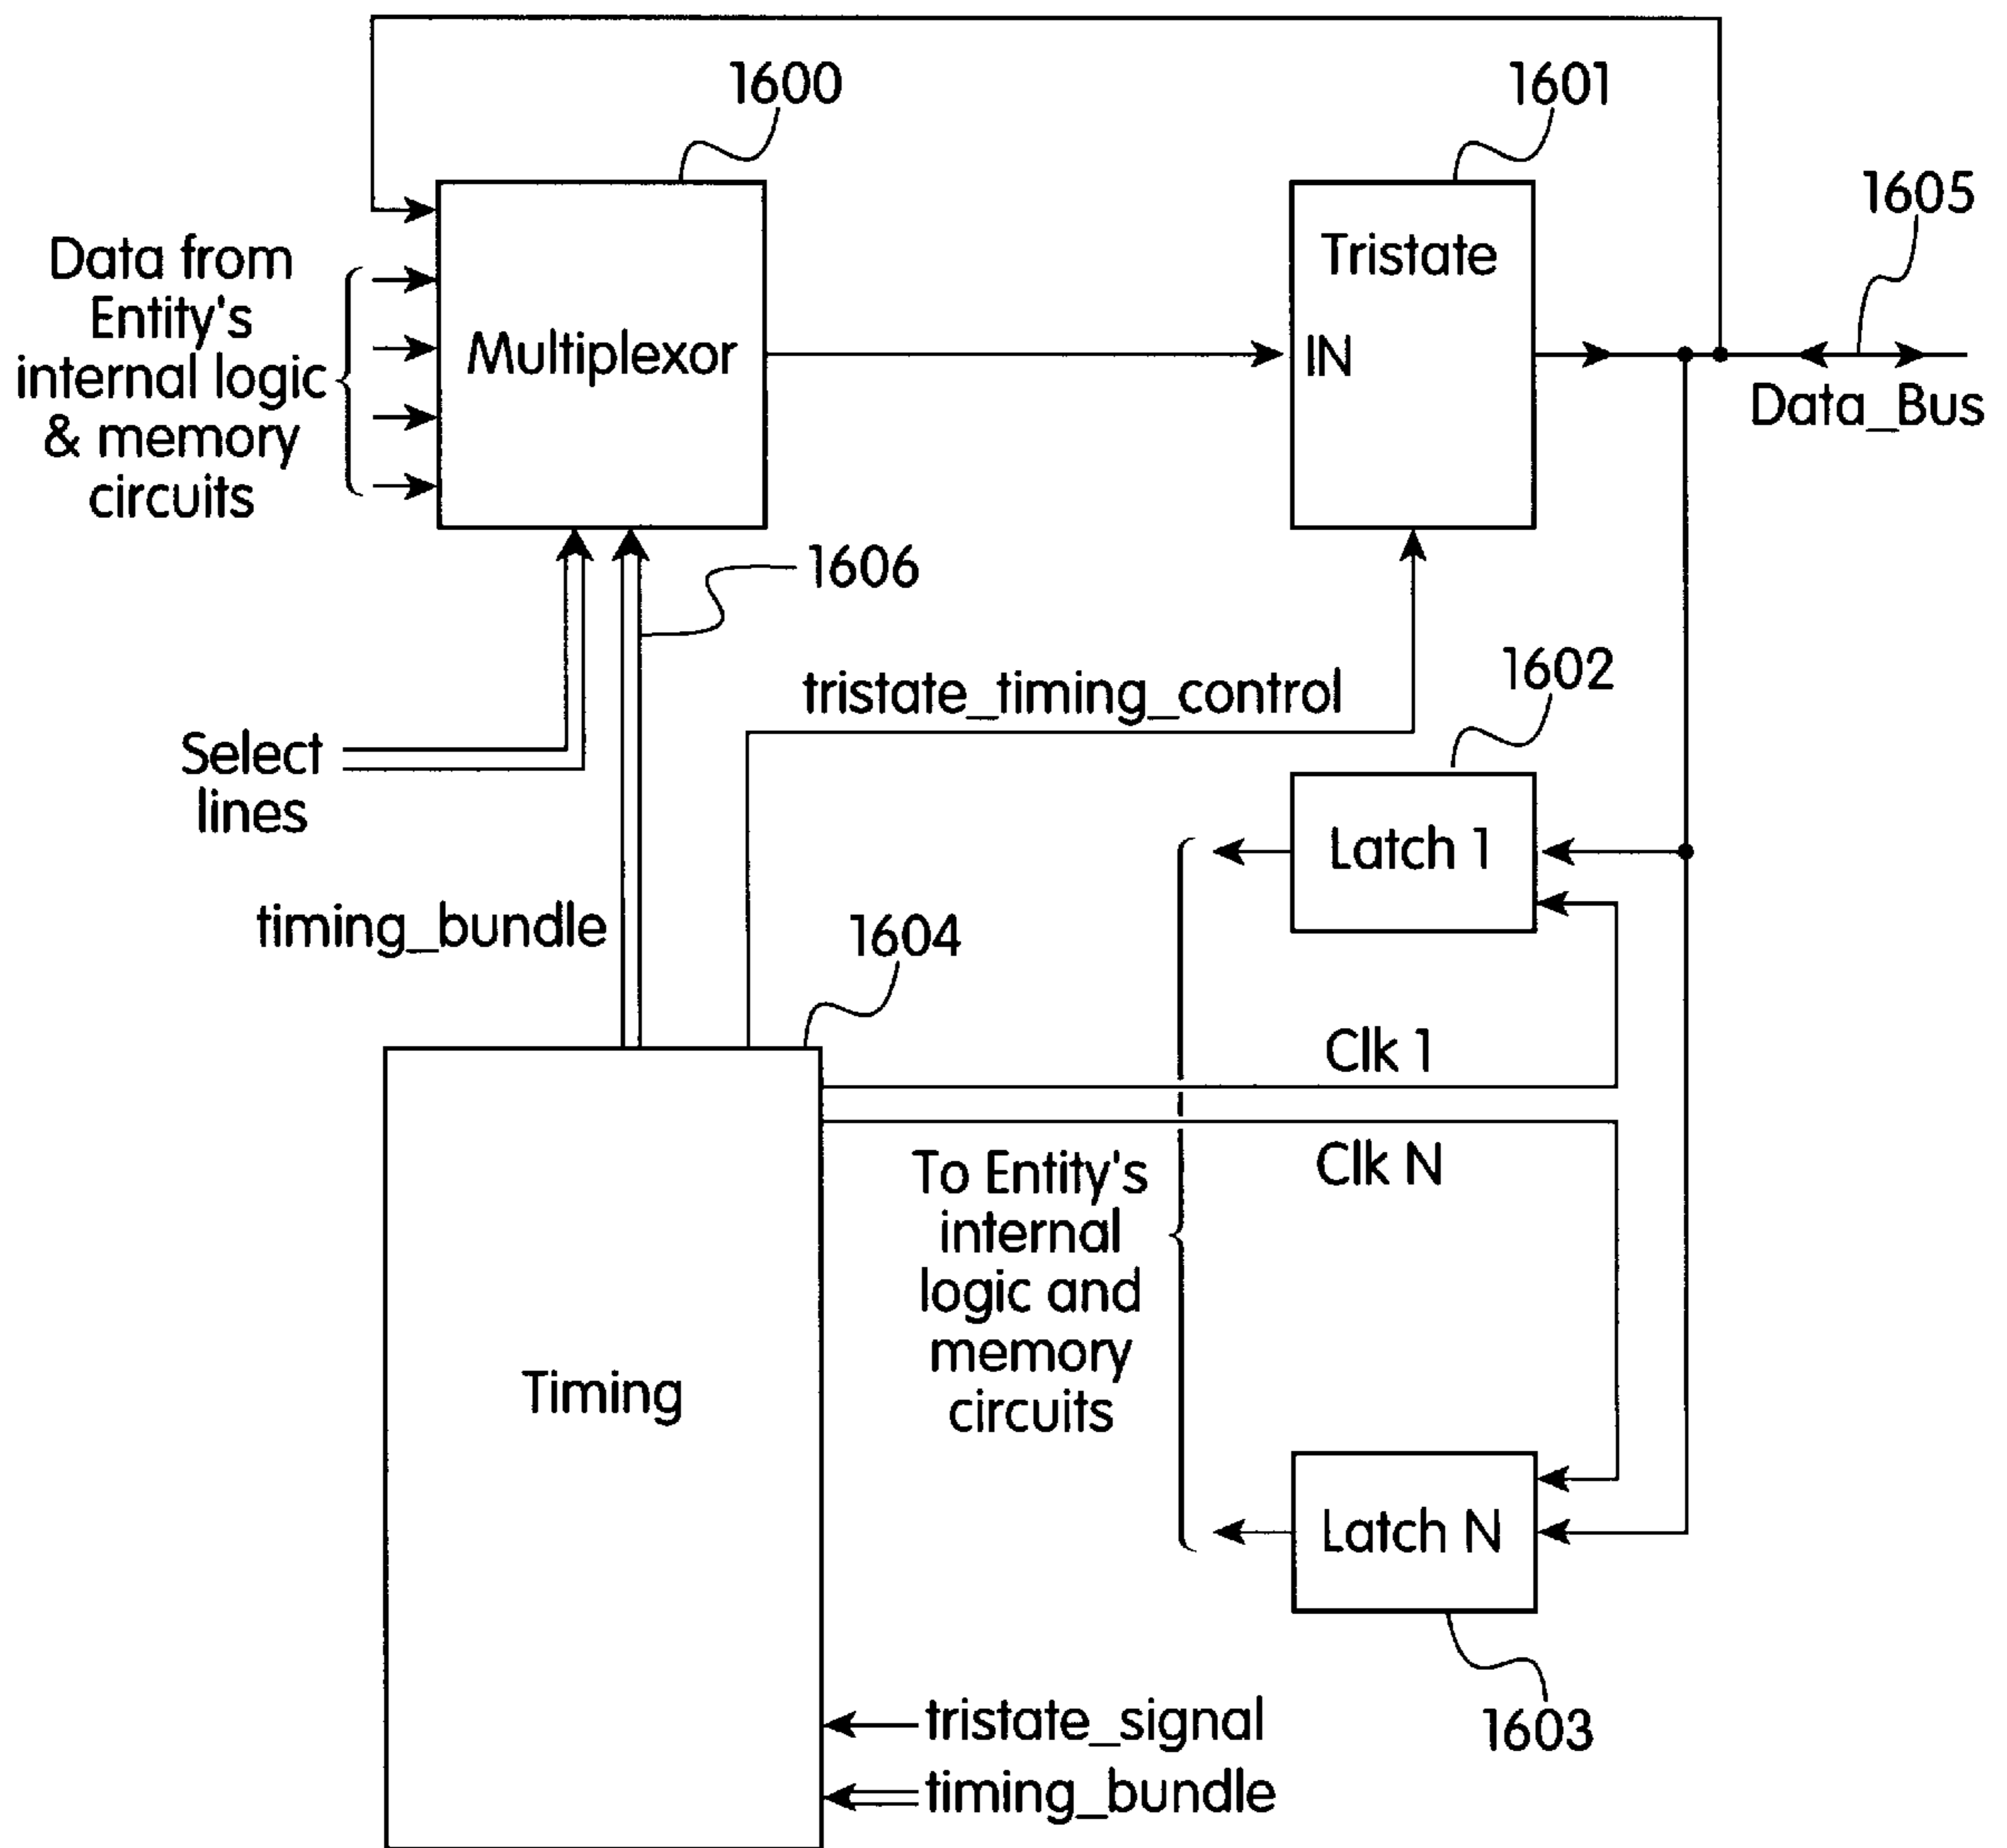 1600
1601
1605
Data from
Entity's
internal logic
& memory
circuits
Multiplexor
Tristate
IN
Data_Bus
1606
tristate_timing_control
1602
Select
lines
Latch 1
timing_bundle
1604
Clk 1
Clk N
To Entity's
internal
logic and
memory
circuits
Timing
Latch N
1603
tristate_signal
timing_bundle